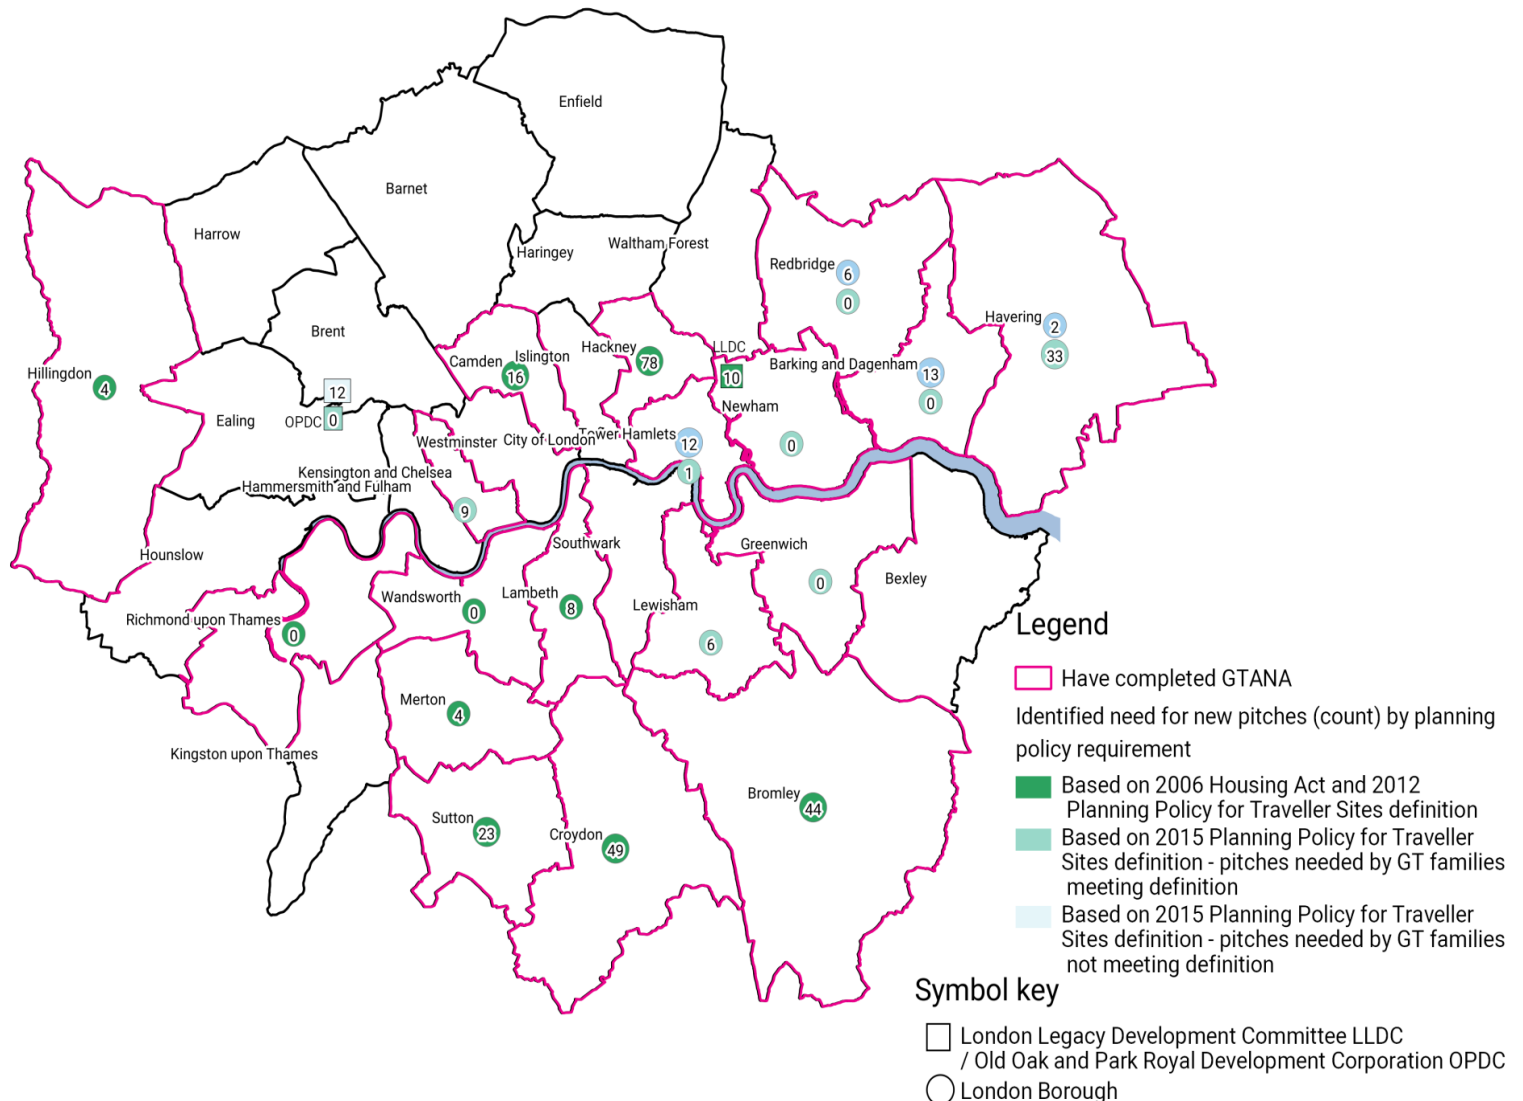 Enfield
Barnet
Harrow
Haringey
Waltham Forest
Redbridge
6
0
Havering
2
33
Brent
LLDC
10
Hackney
78
Islington
Camden
16
Barking and Dagenham
13
0
Hillingdon
4
12
OPDC
0
Ealing
Newham
0
Westminster
City of London
Tower Hamlets
12
1
Kensington and Chelsea
Hammersmith and Fulham
9
Hounslow
Southwark
Greenwich
0
Bexley
Wandsworth
0
Lambeth
8
Lewisham
6
Richmond upon Thames
0
Merton
4
Kingston upon Thames
Sutton
23
Croydon
49
Bromley
44
Legend
Have completed GTANA
Identified need for new pitches (count) by planning
policy requirement
Based on 2006 Housing Act and 2012
Planning Policy for Traveller Sites definition
Based on 2015 Planning Policy for Traveller
Sites definition - pitches needed by GT families
meeting definition
Based on 2015 Planning Policy for Traveller
Sites definition - pitches needed by GT families
not meeting definition
Symbol key
London Legacy Development Committee LLDC
/ Old Oak and Park Royal Development Corporation OPDC
London Borough